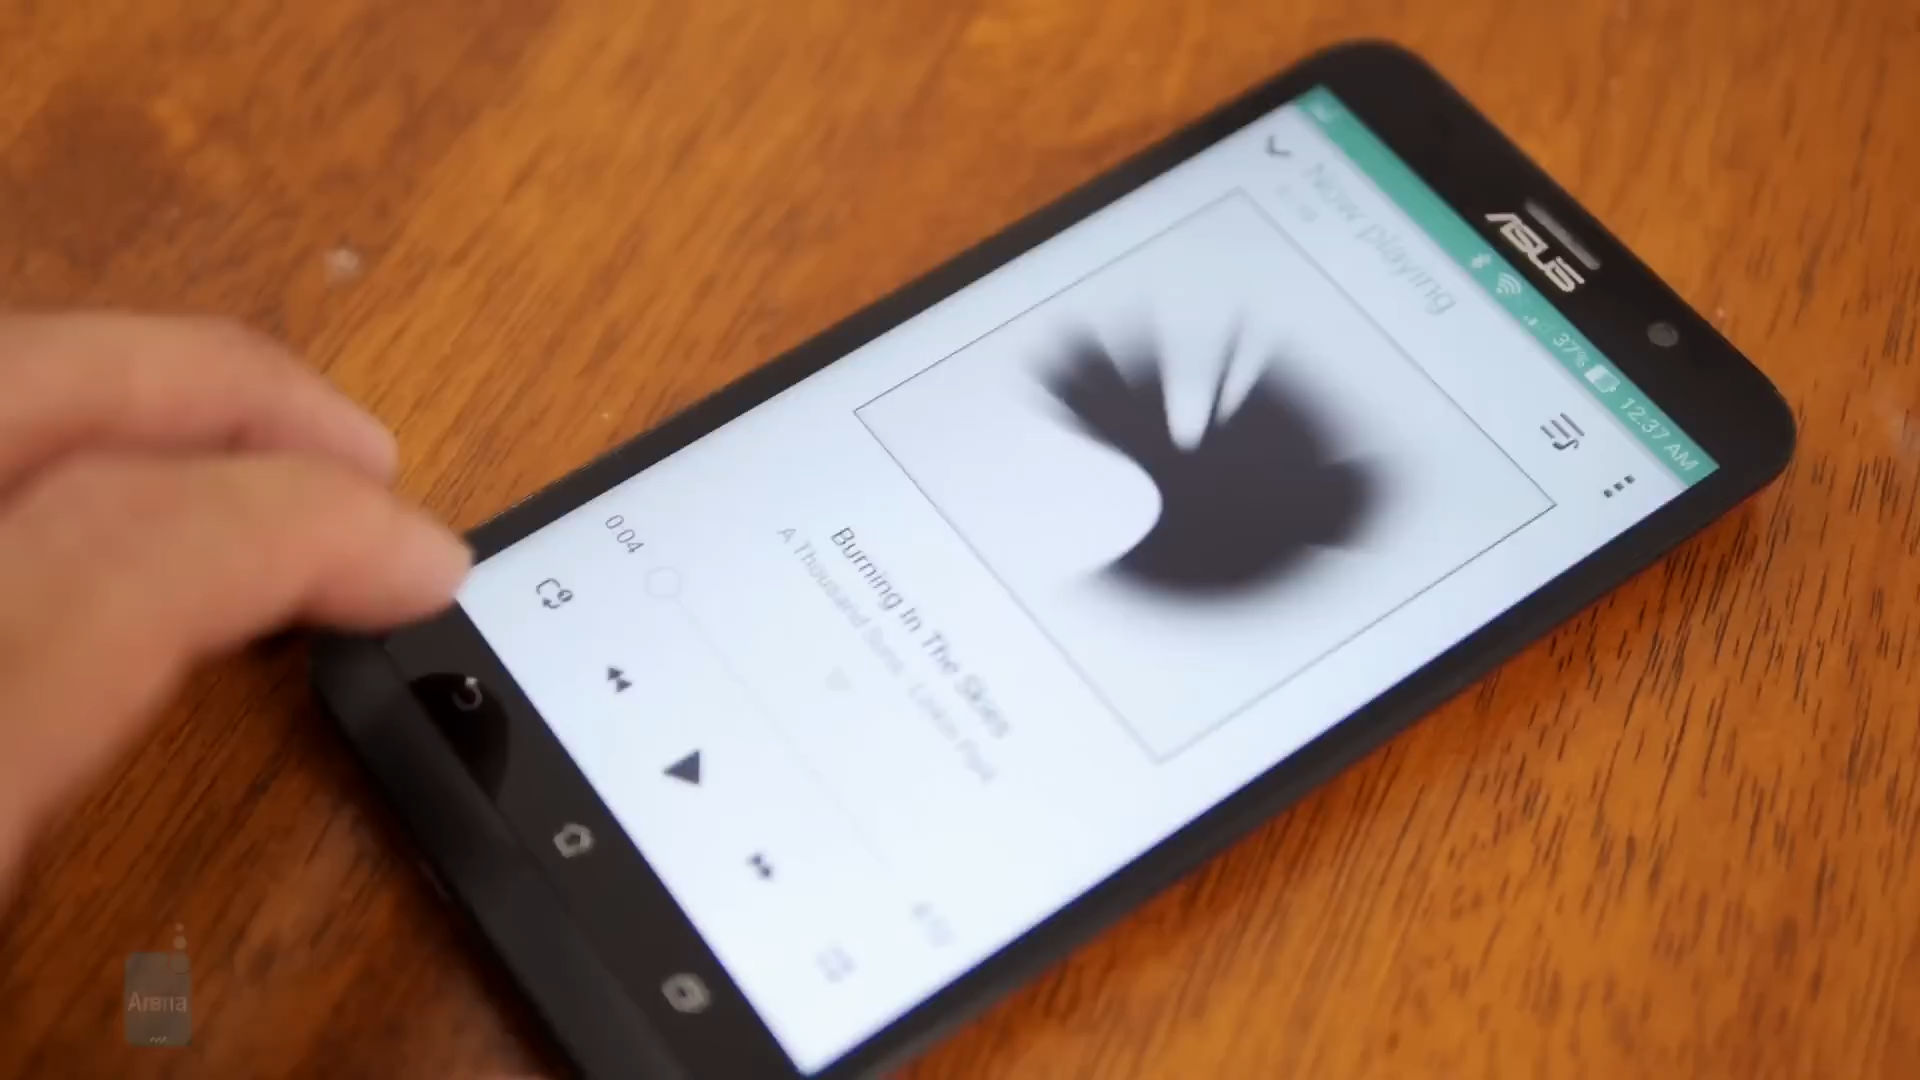 ASUS
37% 12:37 AM
Now playing
Burning In The Skies
A Thousand Suns - Linkin Park
0:04
Arena